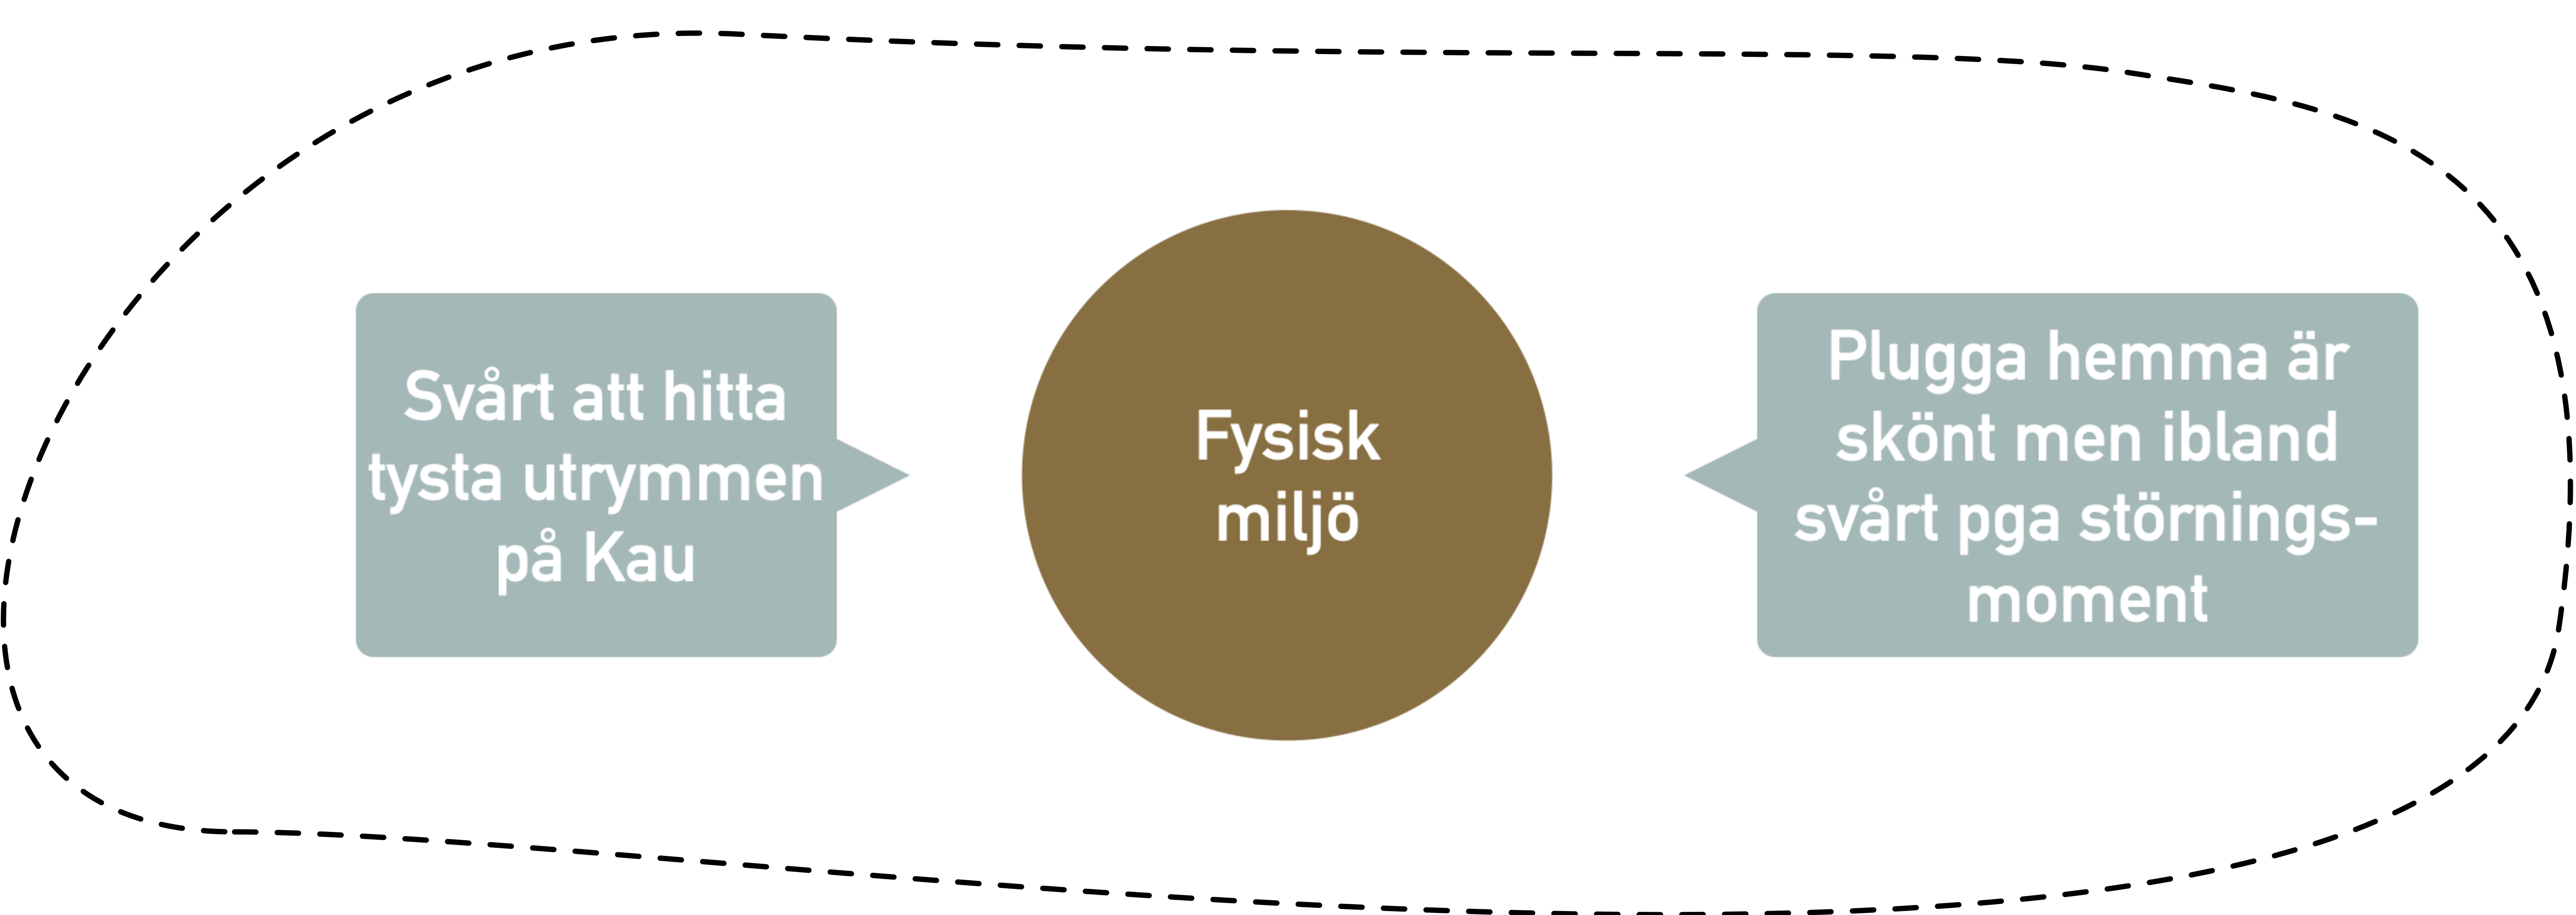 Svårt att hitta
tysta utrymmen
på Kau
Fysisk
miljö
Plugga hemma är
skönt men ibland
svårt pga störnings-
moment